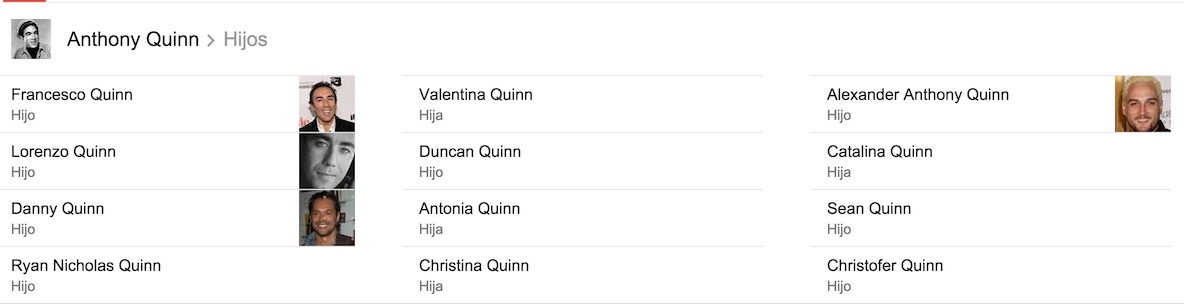 Anthony Quinn > Hijos
Francesco Quinn
Hijo
Lorenzo Quinn
Hijo
Danny Quinn
Hijo
Ryan Nicholas Quinn
Hijo
Valentina Quinn
Hija
Duncan Quinn
Hijo
Antonia Quinn
Hija
Christina Quinn
Hija
Alexander Anthony Quinn
Hijo
Catalina Quinn
Hija
Sean Quinn
Hijo
Christofer Quinn
Hijo